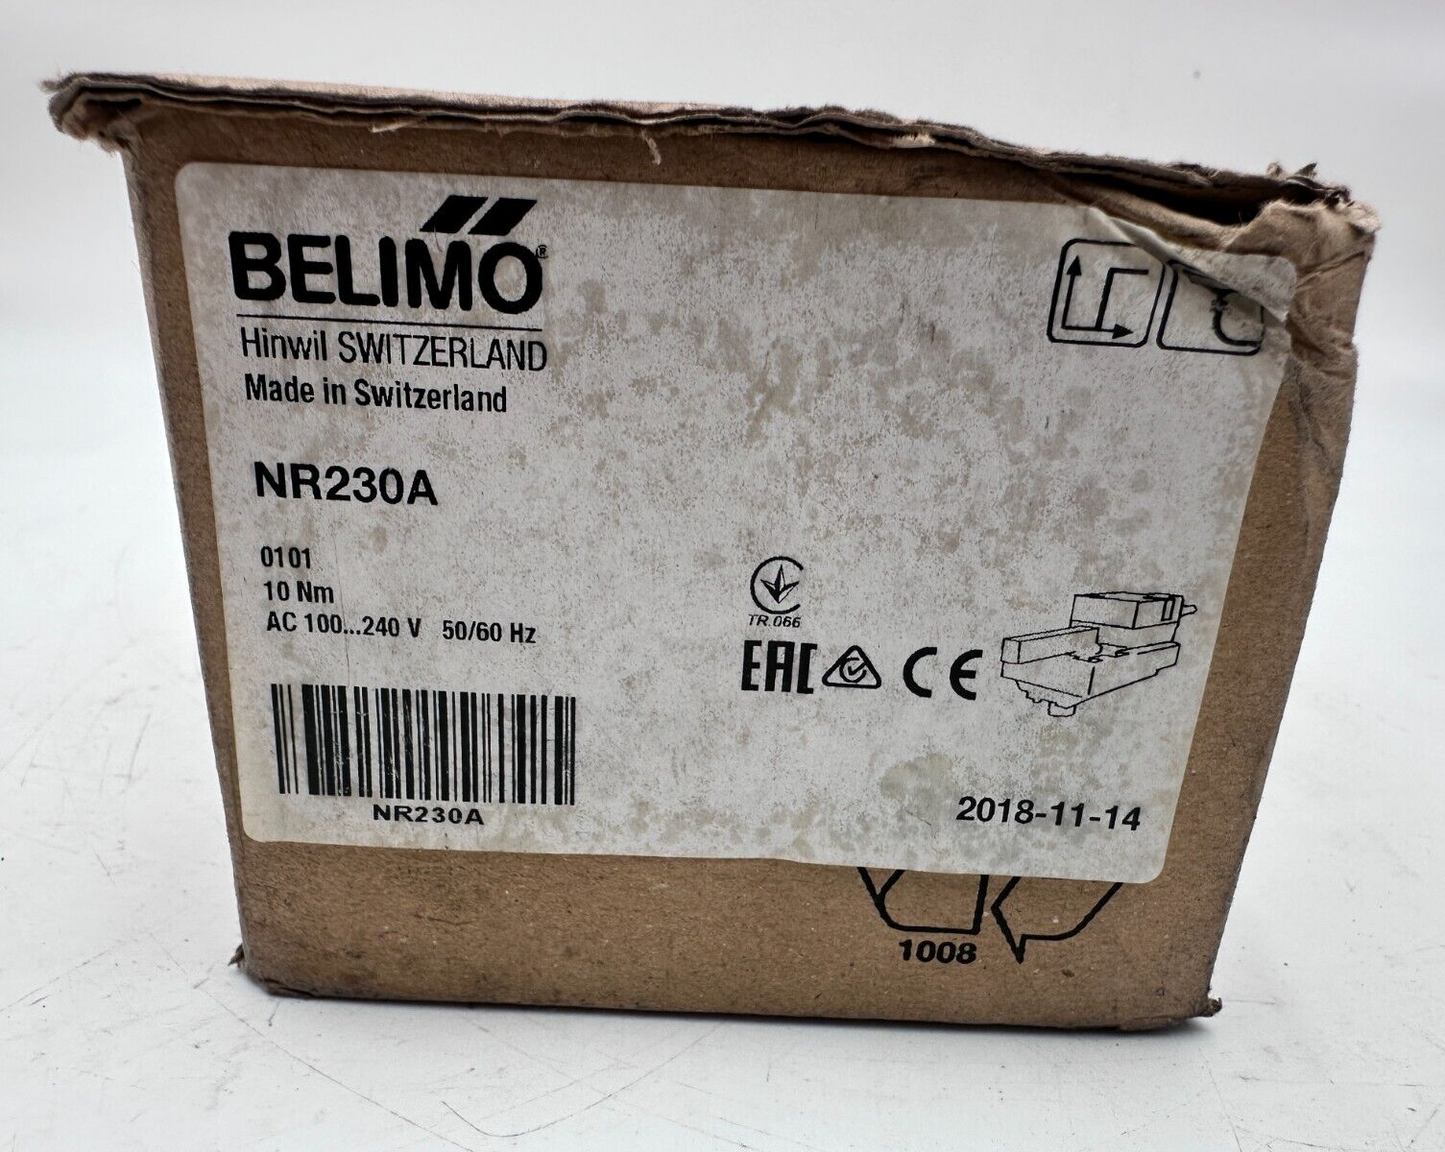 BELIMO®
Hinwil SWITZERLAND
Made in Switzerland
NR230A
0101
10 Nm
AC 100...240 V 50/60 Hz
TR.066
EAC CE
NR230A
2018-11-14
1008